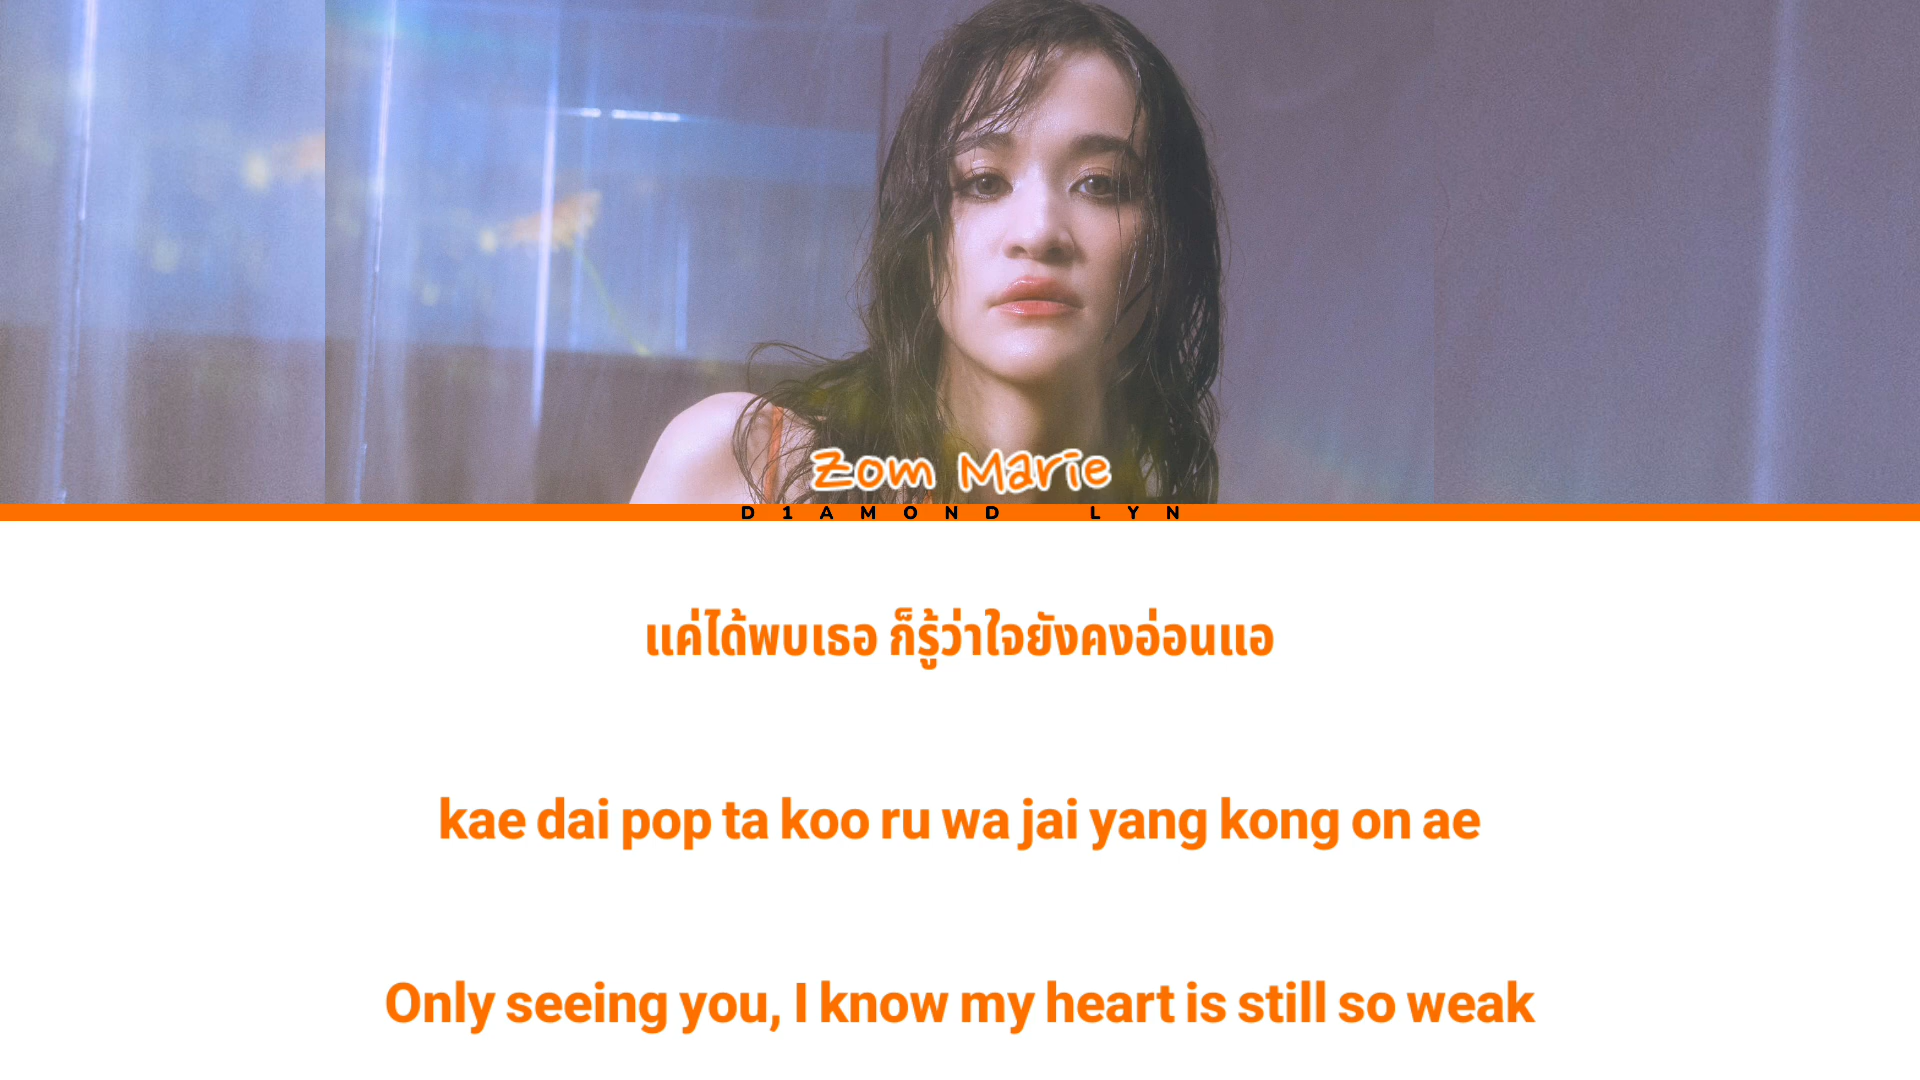 Zom Marie
D1AMOND LYN
แค่ได้พบเธอ ก็รู้ว่าใจยังคงอ่อนแอ
kae dai pop ta koo ru wa jai yang kong on ae
Only seeing you, I know my heart is still so weak